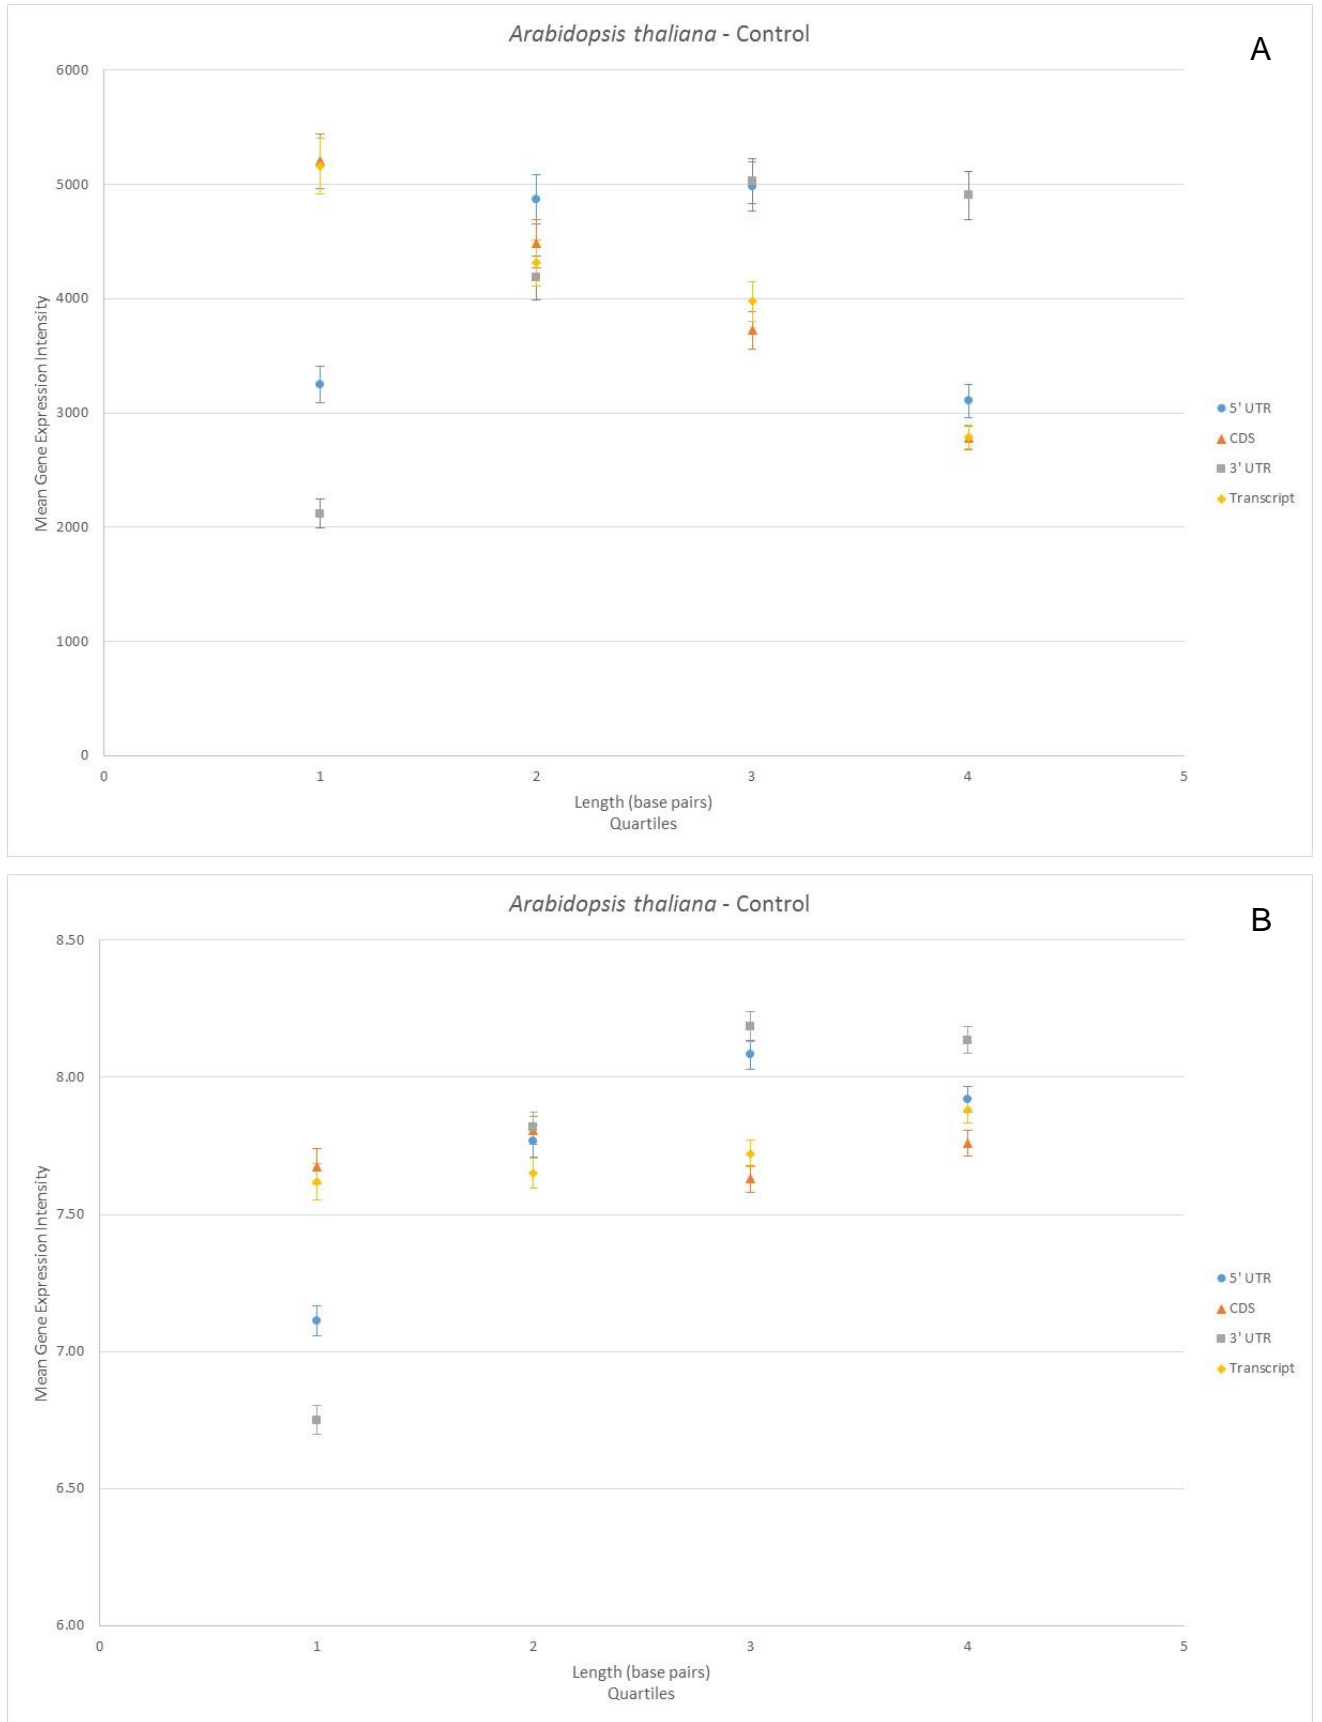 Arabidopsis thaliana - Control
A
6000
5000
4000
3000
2000
1000
0
Mean Gene Expression Intensity
0 1 2 3 4 5
Length (base pairs)
Quartiles
5' UTR
CDS
3' UTR
Transcript
Arabidopsis thaliana - Control
B
8.50
8.00
7.50
7.00
6.50
6.00
Mean Gene Expression Intensity
0 1 2 3 4 5
Length (base pairs)
Quartiles
5' UTR
CDS
3' UTR
Transcript